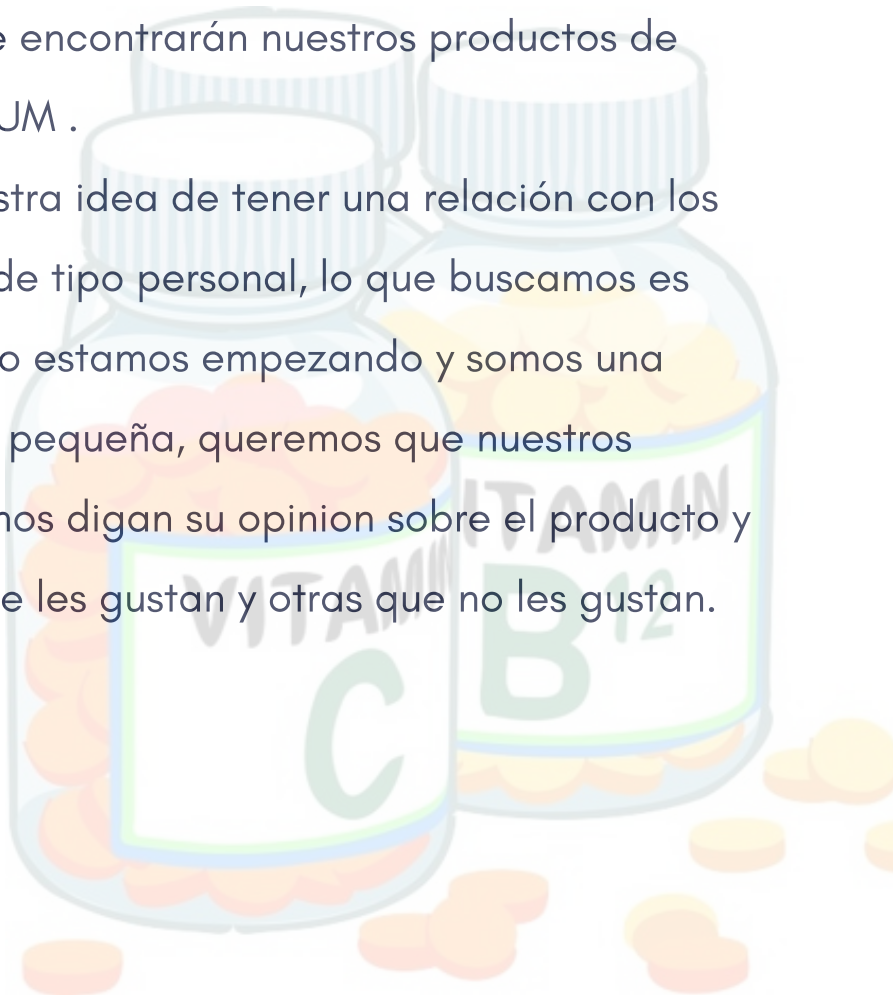 e encontrarán nuestros productos de
UM .
stra idea de tener una relación con los
de tipo personal, lo que buscamos es
o estamos empezando y somos una
pequeña, queremos que nuestros
nos digan su opinion sobre el producto y
e les gustan y otras que no les gustan.
VITAMIN
C
ITAMIN
B12